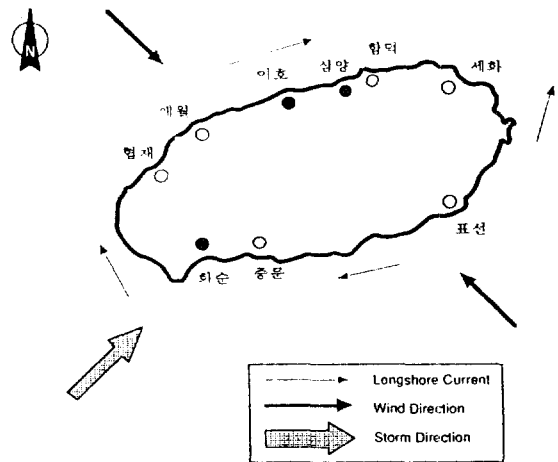 N
함덕
세화
이호
삼양
애월
협재
표선
화순
중문
Longshore Current
Wind Direction
Storm Direction